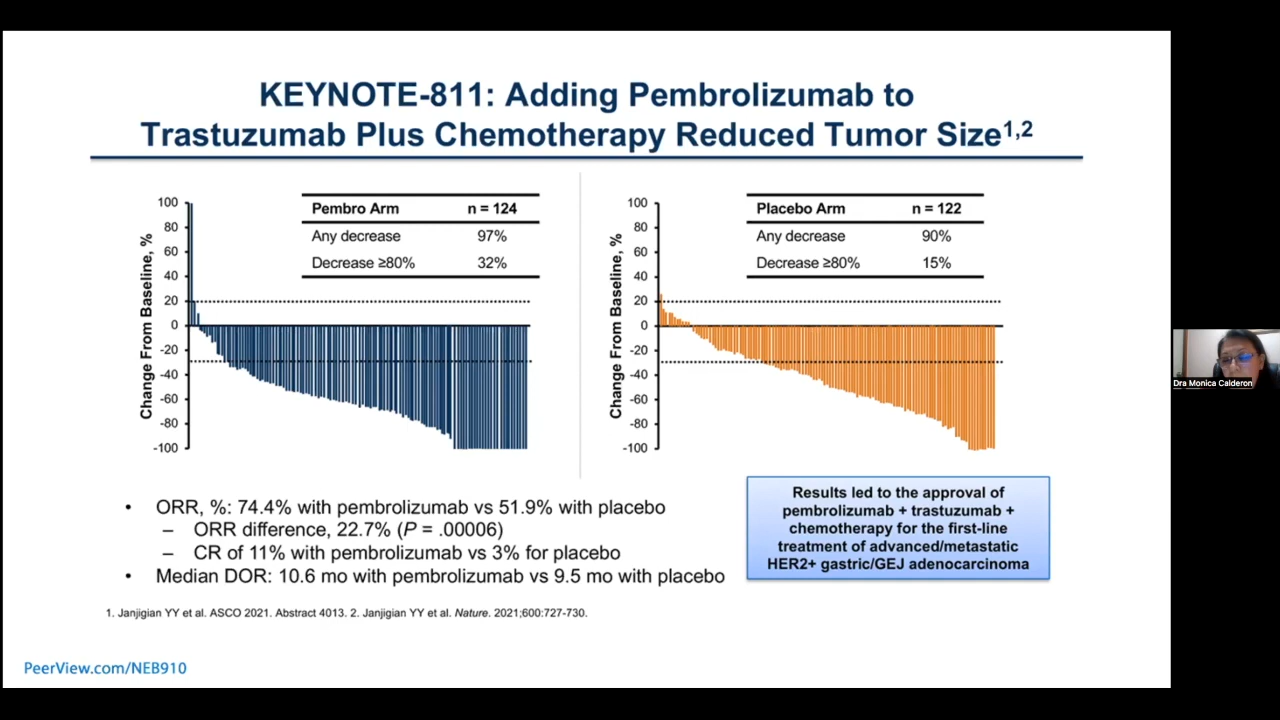 KEYNOTE-811: Adding Pembrolizumab to
Trastuzumab Plus Chemotherapy Reduced Tumor Size1,2
Change From Baseline, %
100
80
60
40
20
0
-20
-40
-60
-80
-100
Pembro Arm n = 124
Any decrease 97%
Decrease ≥80% 32%
Change From Baseline, %
100
80
60
40
20
0
-20
-40
-60
-80
-100
Placebo Arm n = 122
Any decrease 90%
Decrease ≥80% 15%
• ORR, %: 74.4% with pembrolizumab vs 51.9% with placebo
– ORR difference, 22.7% (P = .00006)
– CR of 11% with pembrolizumab vs 3% for placebo
• Median DOR: 10.6 mo with pembrolizumab vs 9.5 mo with placebo
Results led to the approval of
pembrolizumab + trastuzumab +
chemotherapy for the first-line
treatment of advanced/metastatic
HER2+ gastric/GEJ adenocarcinoma
1. Janjigian YY et al. ASCO 2021. Abstract 4013. 2. Janjigian YY et al. Nature. 2021;600:727-730.
PeerView.com/NEB910
Dra Monica Calderon